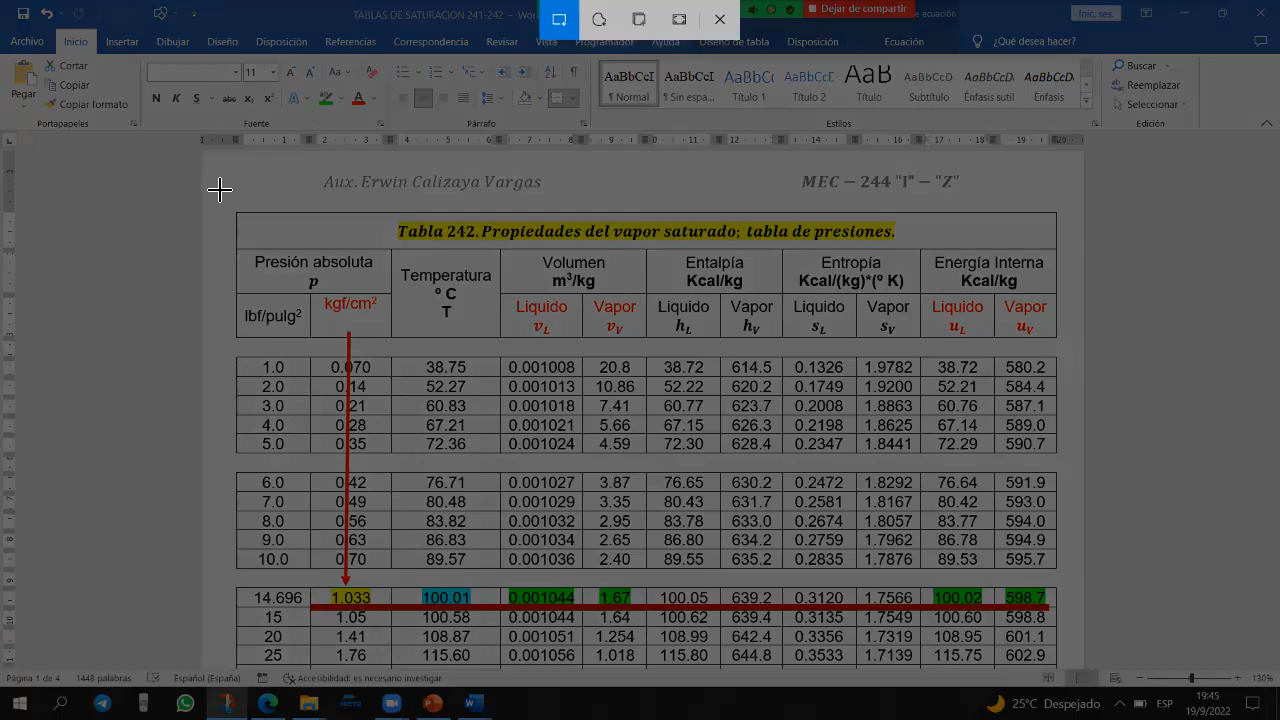 TABLAS DE SATURACION 241-242 - Wor
Dejar de compartir
e ecuación
Inic. ses.
Archivo Inicio Insertar Dibujar Diseño Disposición Referencias Correspondencia Revisar Vista Programador Ayuda Diseño de tabla Disposición Ecuación ¿Qué desea hacer?
Pegar
Cortar
Copiar
Copiar formato
11
Aa
N K S abc x₂ x²
AaBbCcI AaBbCcI AaBbCcI AaBbCcI AaB AaBbCcI AaBbCcI AaBbCcI
¶ Normal ¶ Sin espa... Título 1 Título 2 Título Subtítulo Énfasis sutil Énfasis
Buscar
Reemplazar
Seleccionar
Portapapeles Fuente Párrafo Estilos Edición
Aux. Erwin Calizaya Vargas MEC − 244 "I" − "Z"
Tabla 242. Propiedades del vapor saturado; tabla de presiones.
Presión absoluta p Temperatura º C T Volumen m³/kg Entalpía Kcal/kg Entropía Kcal/(kg)*(º K) Energía Interna Kcal/kg
lbf/pulg² kgf/cm² Liquido vL Vapor vV Liquido hL Vapor hV Liquido sL Vapor sV Liquido uL Vapor uV
1.0 0.070 38.75 0.001008 20.8 38.72 614.5 0.1326 1.9782 38.72 580.2
2.0 0.14 52.27 0.001013 10.86 52.22 620.2 0.1749 1.9200 52.21 584.4
3.0 0.21 60.83 0.001018 7.41 60.77 623.7 0.2008 1.8863 60.76 587.1
4.0 0.28 67.21 0.001021 5.66 67.15 626.3 0.2198 1.8625 67.14 589.0
5.0 0.35 72.36 0.001024 4.59 72.30 628.4 0.2347 1.8441 72.29 590.7
6.0 0.42 76.71 0.001027 3.87 76.65 630.2 0.2472 1.8292 76.64 591.9
7.0 0.49 80.48 0.001029 3.35 80.43 631.7 0.2581 1.8167 80.42 593.0
8.0 0.56 83.82 0.001032 2.95 83.78 633.0 0.2674 1.8057 83.77 594.0
9.0 0.63 86.83 0.001034 2.65 86.80 634.2 0.2759 1.7962 86.78 594.9
10.0 0.70 89.57 0.001036 2.40 89.55 635.2 0.2835 1.7876 89.53 595.7
14.696 1.033 100.01 0.001044 1.67 100.05 639.2 0.3120 1.7566 100.02 598.7
15 1.05 100.58 0.001044 1.64 100.62 639.4 0.3135 1.7549 100.60 598.8
20 1.41 108.87 0.001051 1.254 108.99 642.4 0.3356 1.7319 108.95 601.1
25 1.76 115.60 0.001056 1.018 115.80 644.8 0.3533 1.7139 115.75 602.9
Página 1 de 4 1448 palabras Español (España) Accesibilidad: es necesario investigar 130%
25°C Despejado ESP 19:45
19/9/2022